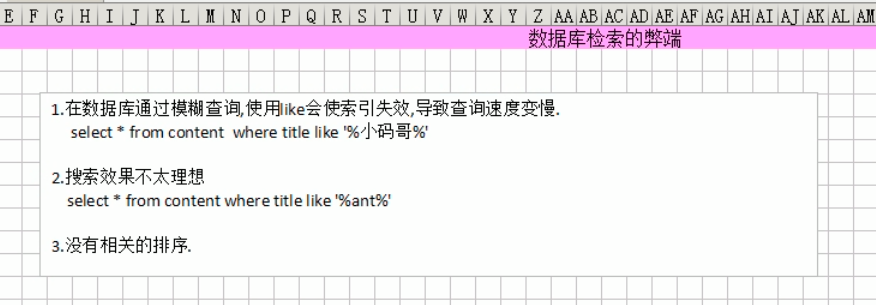 E F G H I J K L M N O P Q R S T U V W X Y Z AA AB AC AD AE AF AG AH AI AJ AK AL AM
数据库检索的弊端
1.在数据库通过模糊查询,使用like会使索引失效,导致查询速度变慢.
select * from content  where title like '%小码哥%'
2.搜索效果不太理想
select * from content where title like '%ant%'
3.没有相关的排序.